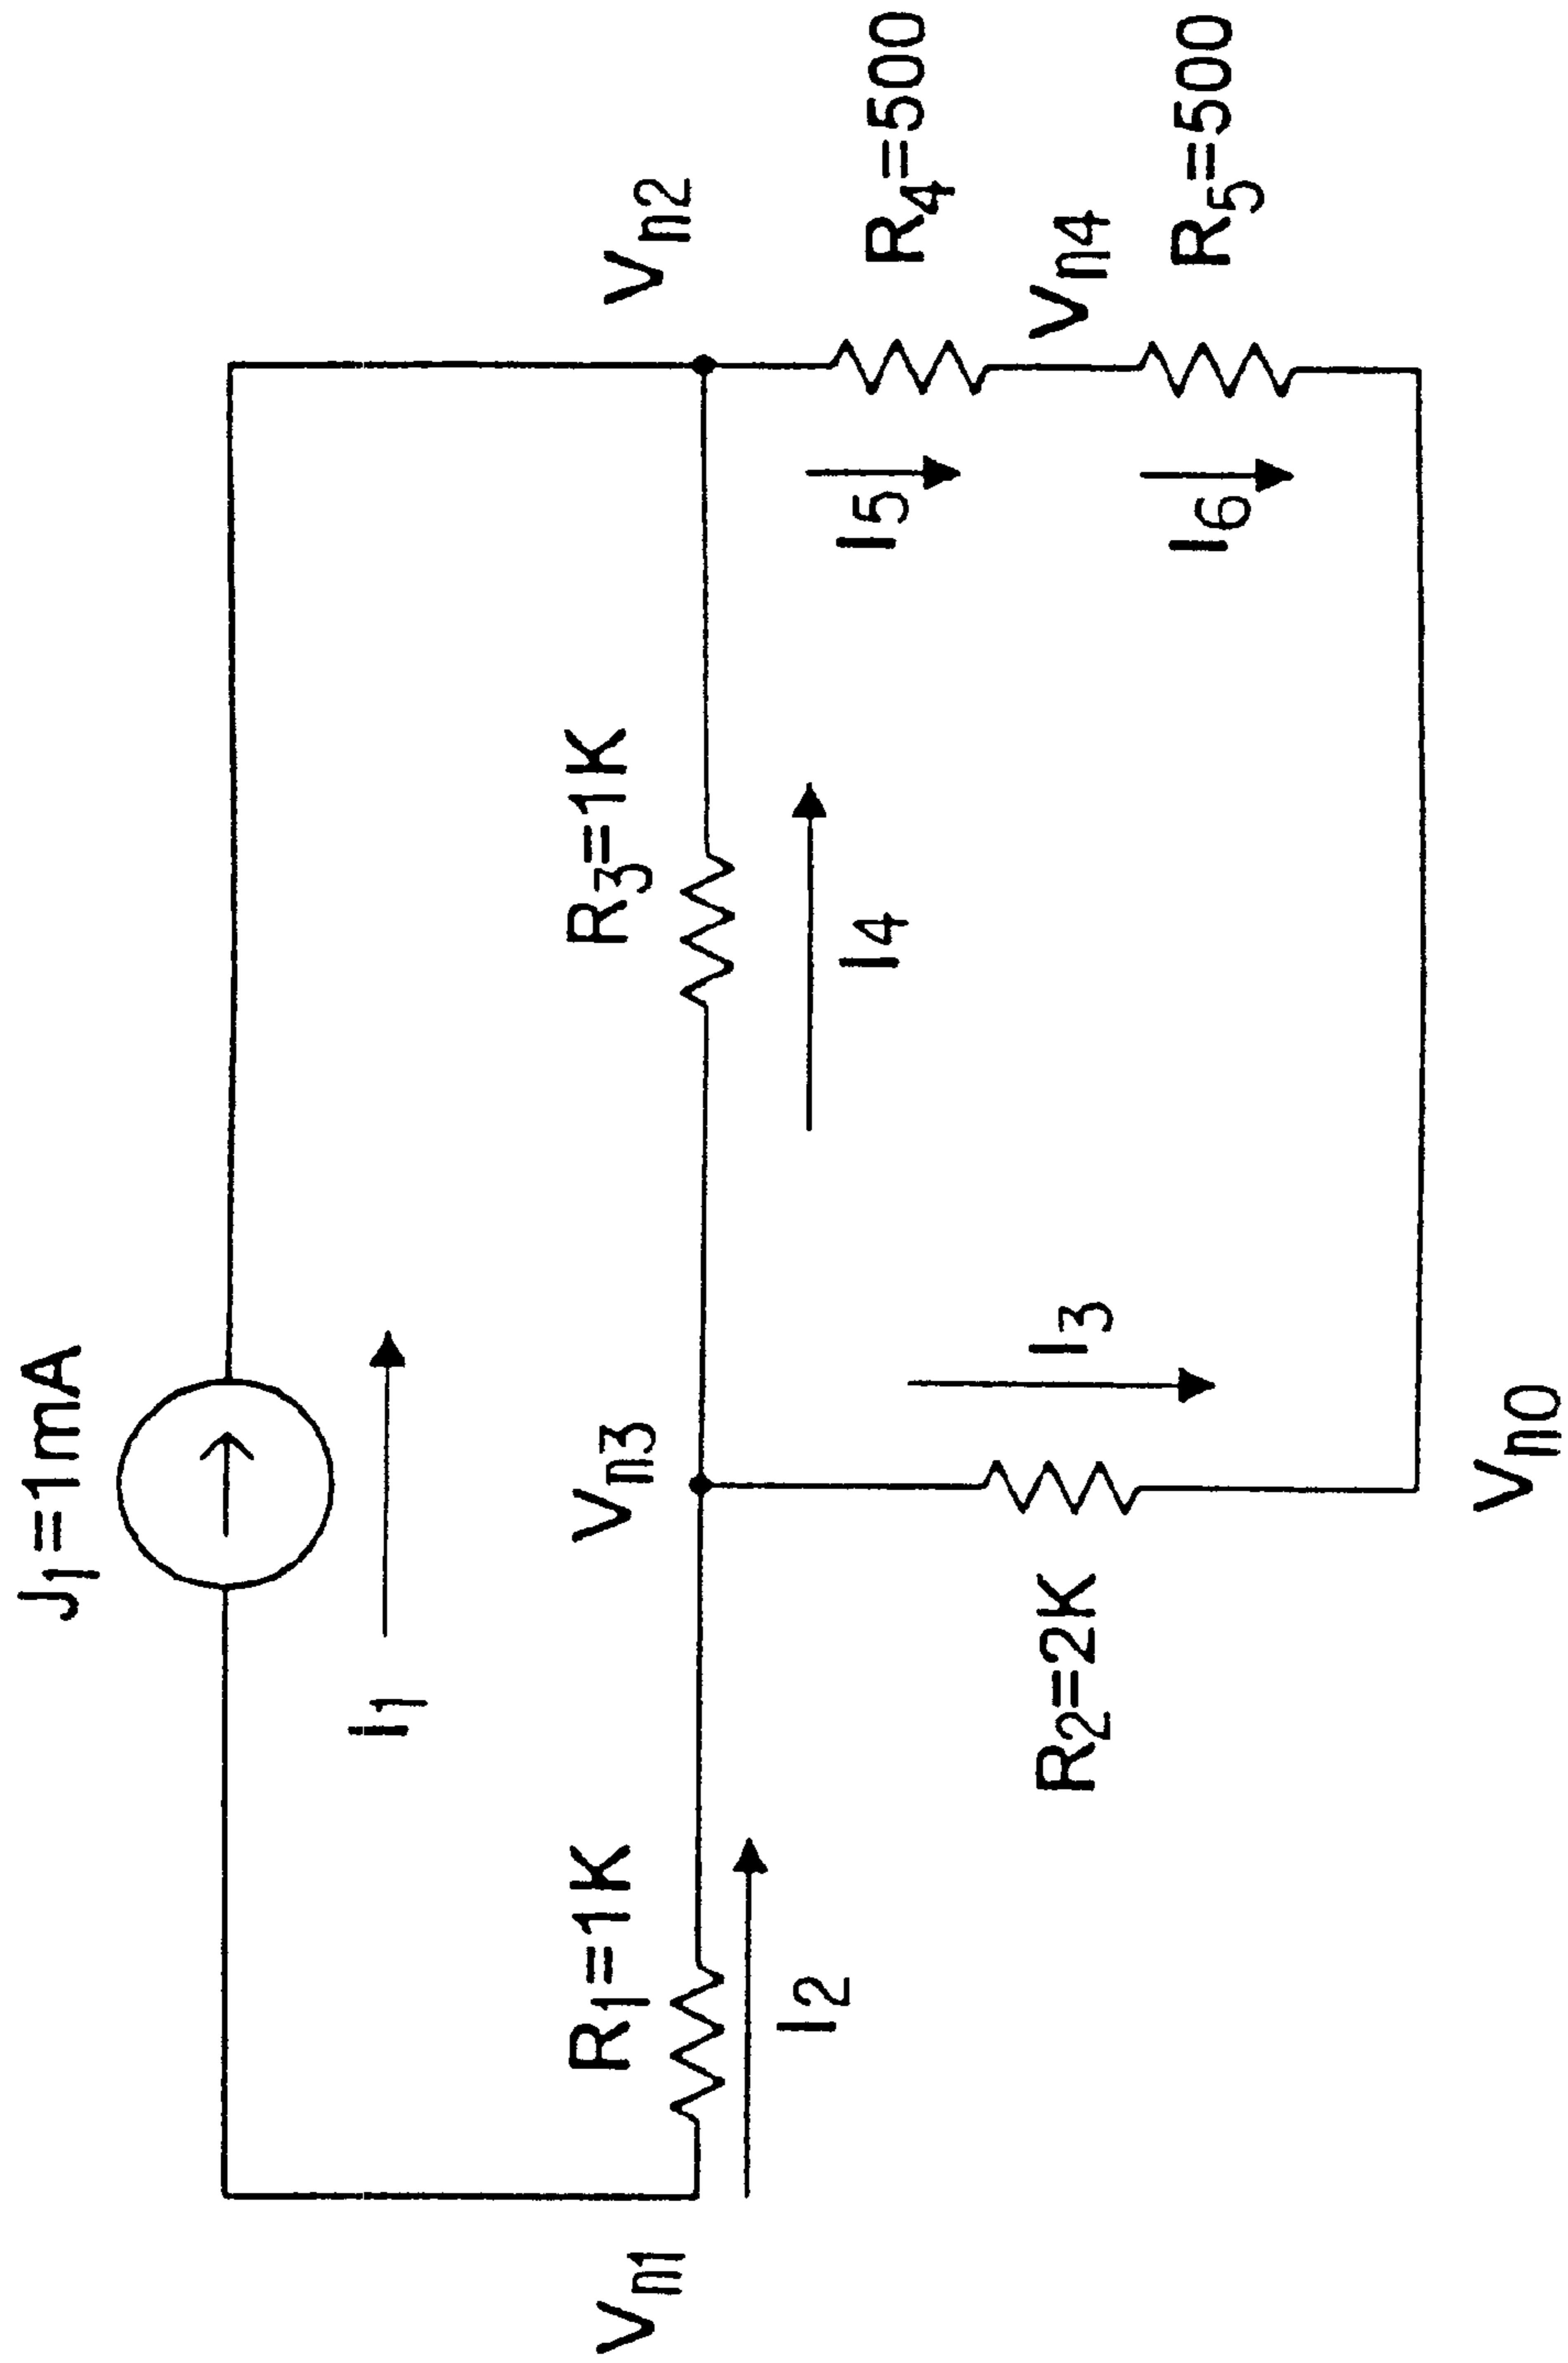 J1=1mA
I1
Vn1
R1=1K
Vn3
R3=1K
Vn2
I2
I4
R2=2K
I3
I5
R4=500
Vn4
I6
R5=500
Vn0